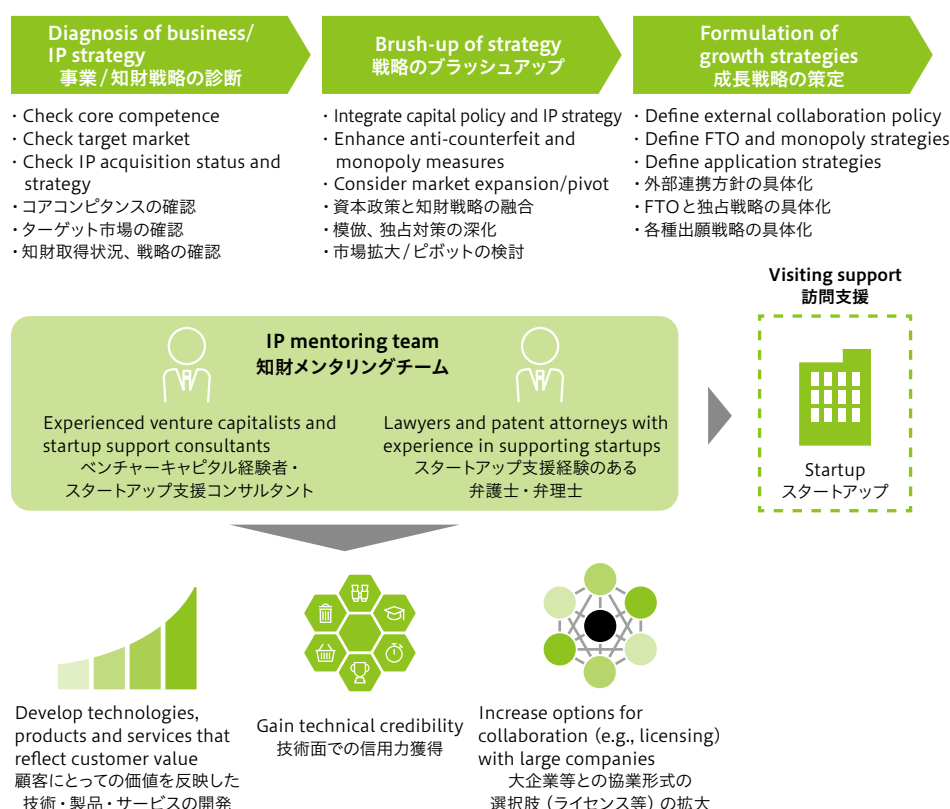 Diagnosis of business/
IP strategy
事業/知財戦略の診断
Brush-up of strategy
戦略のブラッシュアップ
Formulation of
growth strategies
成長戦略の策定
・Check core competence
・Check target market
・Check IP acquisition status and
strategy
・コアコンピタンスの確認
・ターゲット市場の確認
・知財取得状況、戦略の確認
・Integrate capital policy and IP strategy
・Enhance anti-counterfeit and
monopoly measures
・Consider market expansion/pivot
・資本政策と知財戦略の融合
・模倣、独占対策の深化
・市場拡大/ピボットの検討
・Define external collaboration policy
・Define FTO and monopoly strategies
・Define application strategies
・外部連携方針の具体化
・FTOと独占戦略の具体化
・各種出願戦略の具体化
Visiting support
訪問支援
IP mentoring team
知財メンタリングチーム
Experienced venture capitalists and
startup support consultants
ベンチャーキャピタル経験者・
スタートアップ支援コンサルタント
Lawyers and patent attorneys with
experience in supporting startups
スタートアップ支援経験のある
弁護士・弁理士
Startup
スタートアップ
Develop technologies,
products and services that
reflect customer value
顧客にとっての価値を反映した
技術・製品・サービスの開発
Gain technical credibility
技術面での信用力獲得
Increase options for
collaboration (e.g., licensing)
with large companies
大企業等との協業形式の
選択肢（ライセンス等）の拡大